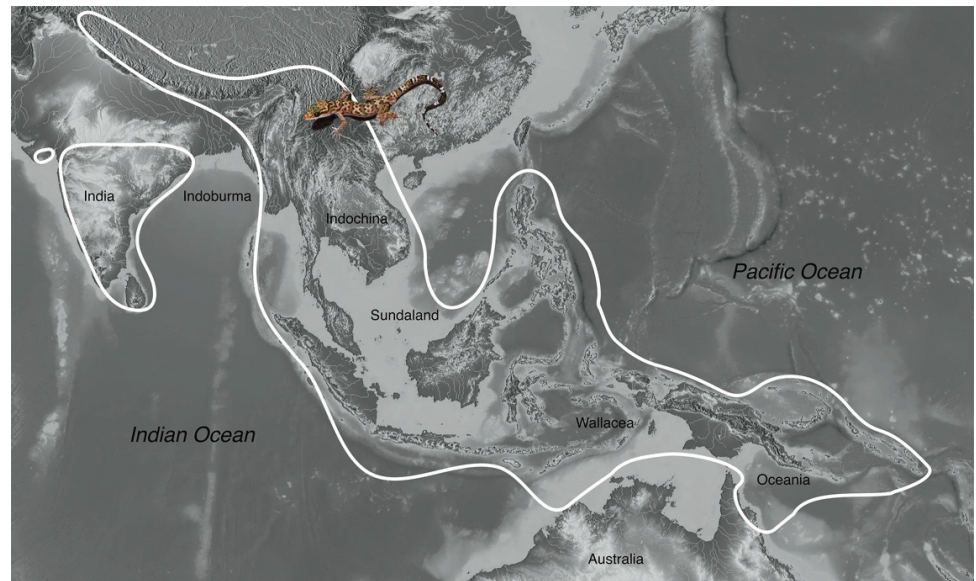 India
Indoburma
Indochina
Pacific Ocean
Sundaland
Indian Ocean
Wallacea
Oceania
Australia